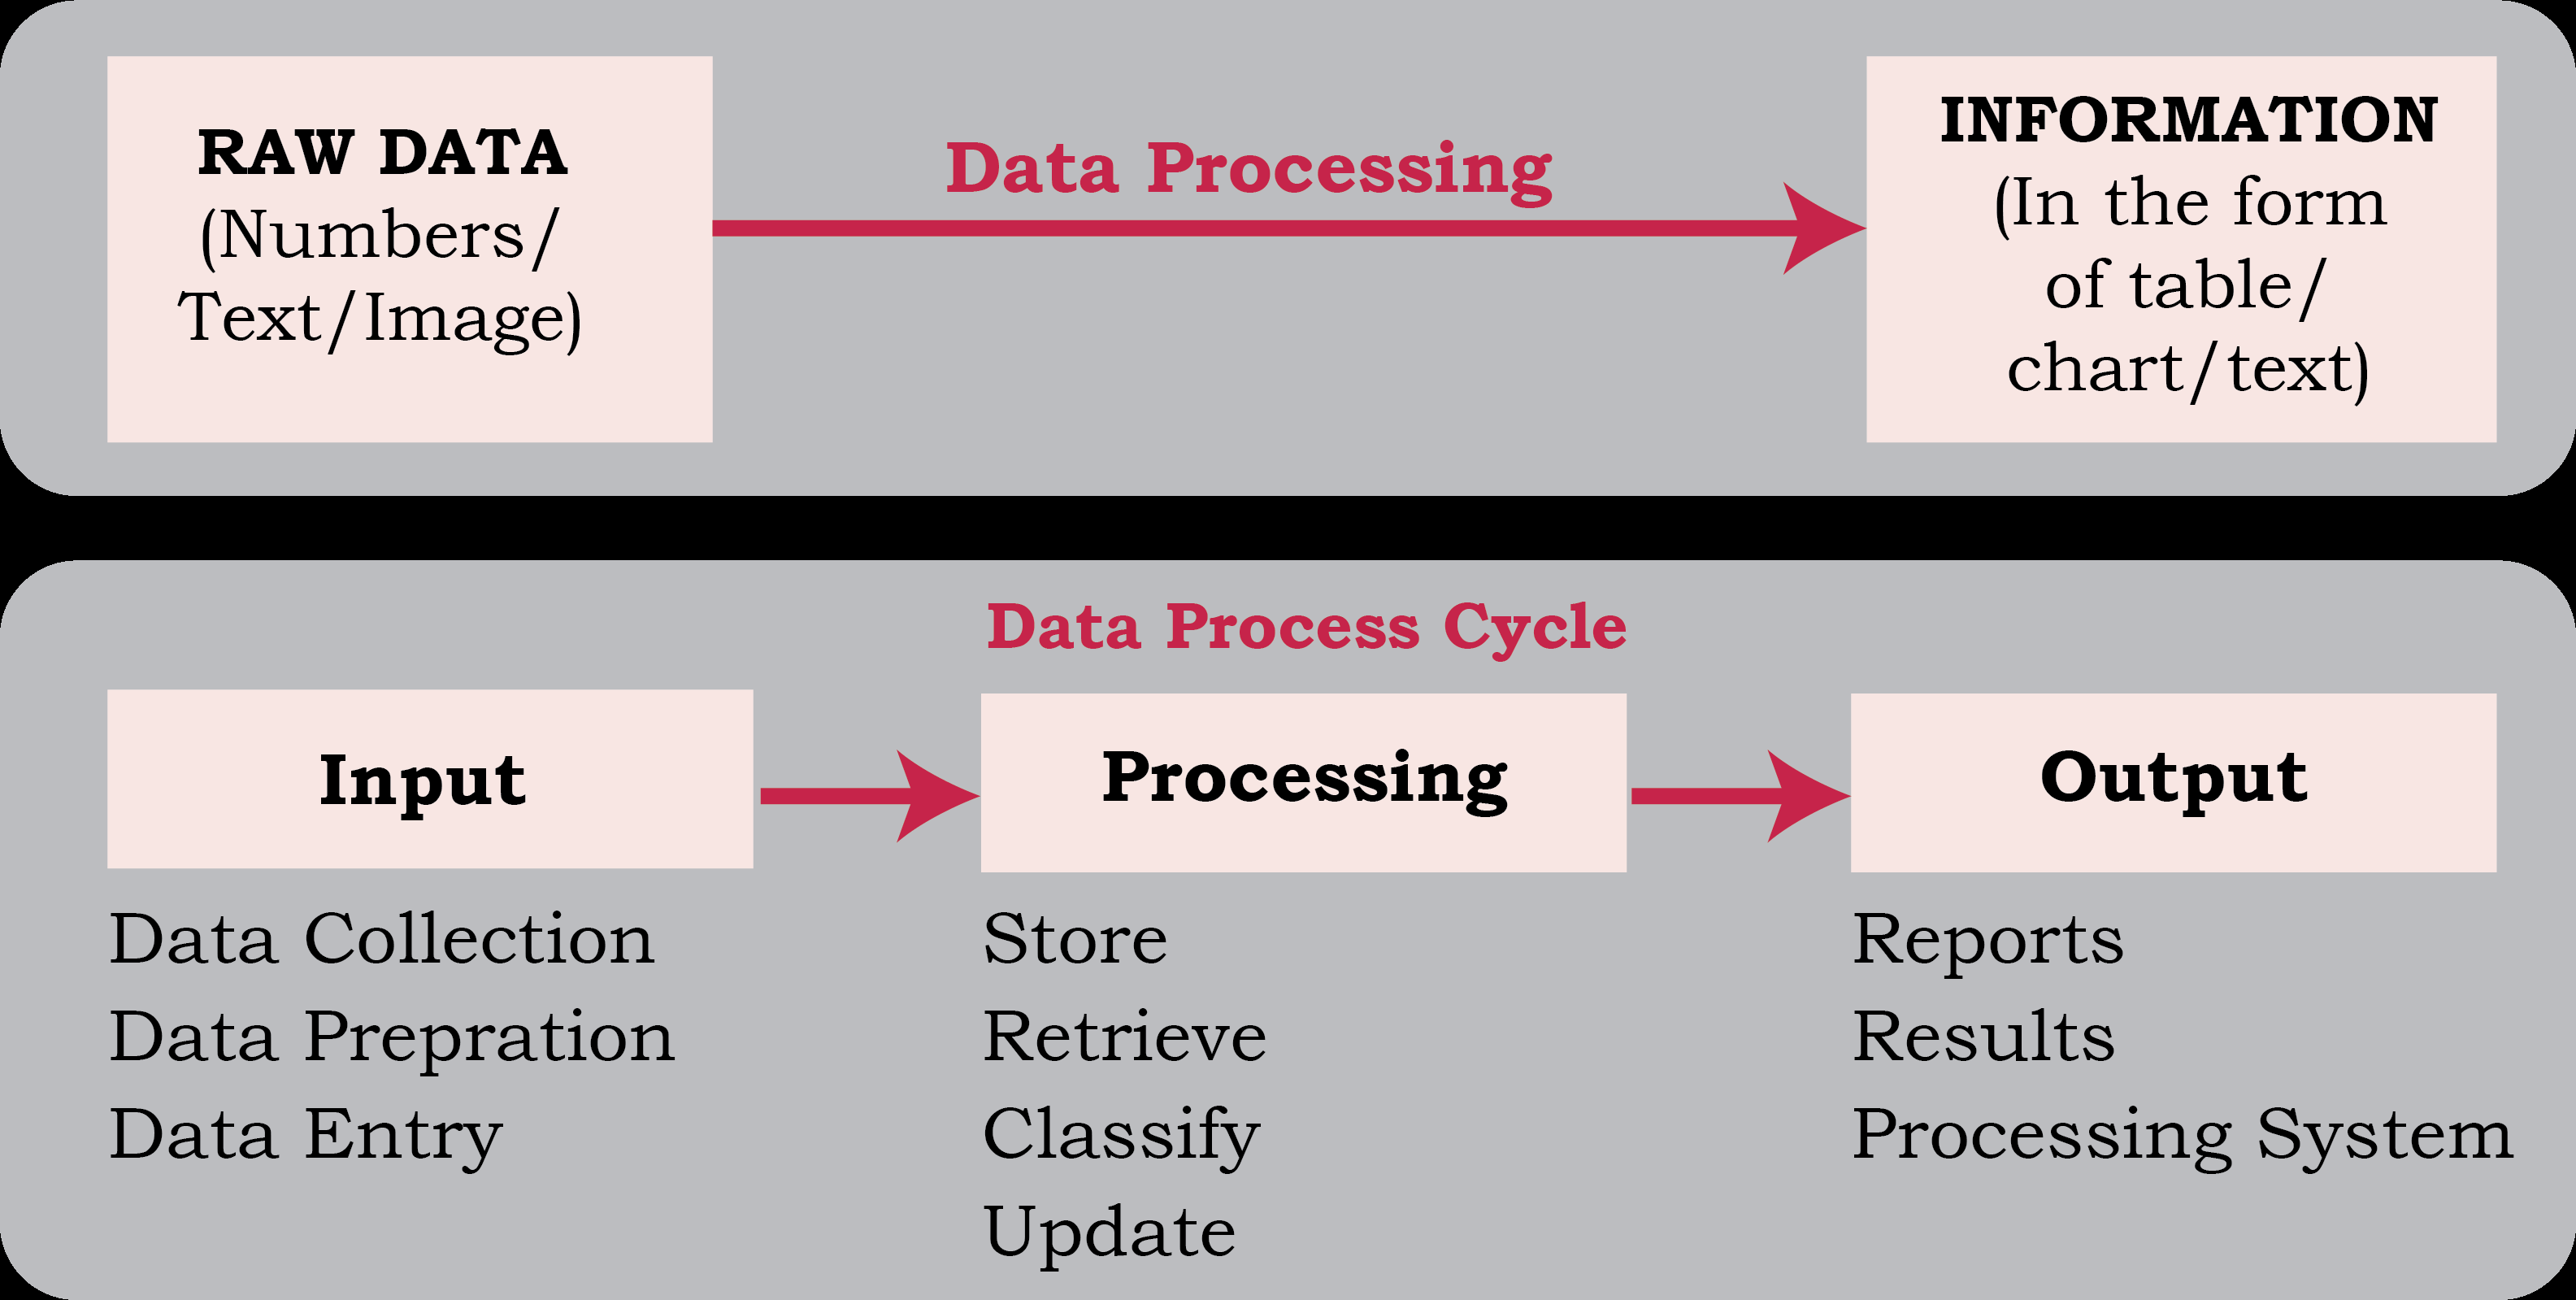 RAW DATA
(Numbers/
Text/Image)
Data Processing
INFORMATION
(In the form
of table/
chart/text)
Data Process Cycle
Input
Data Collection
Data Prepration
Data Entry
Processing
Store
Retrieve
Classify
Update
Output
Reports
Results
Processing System